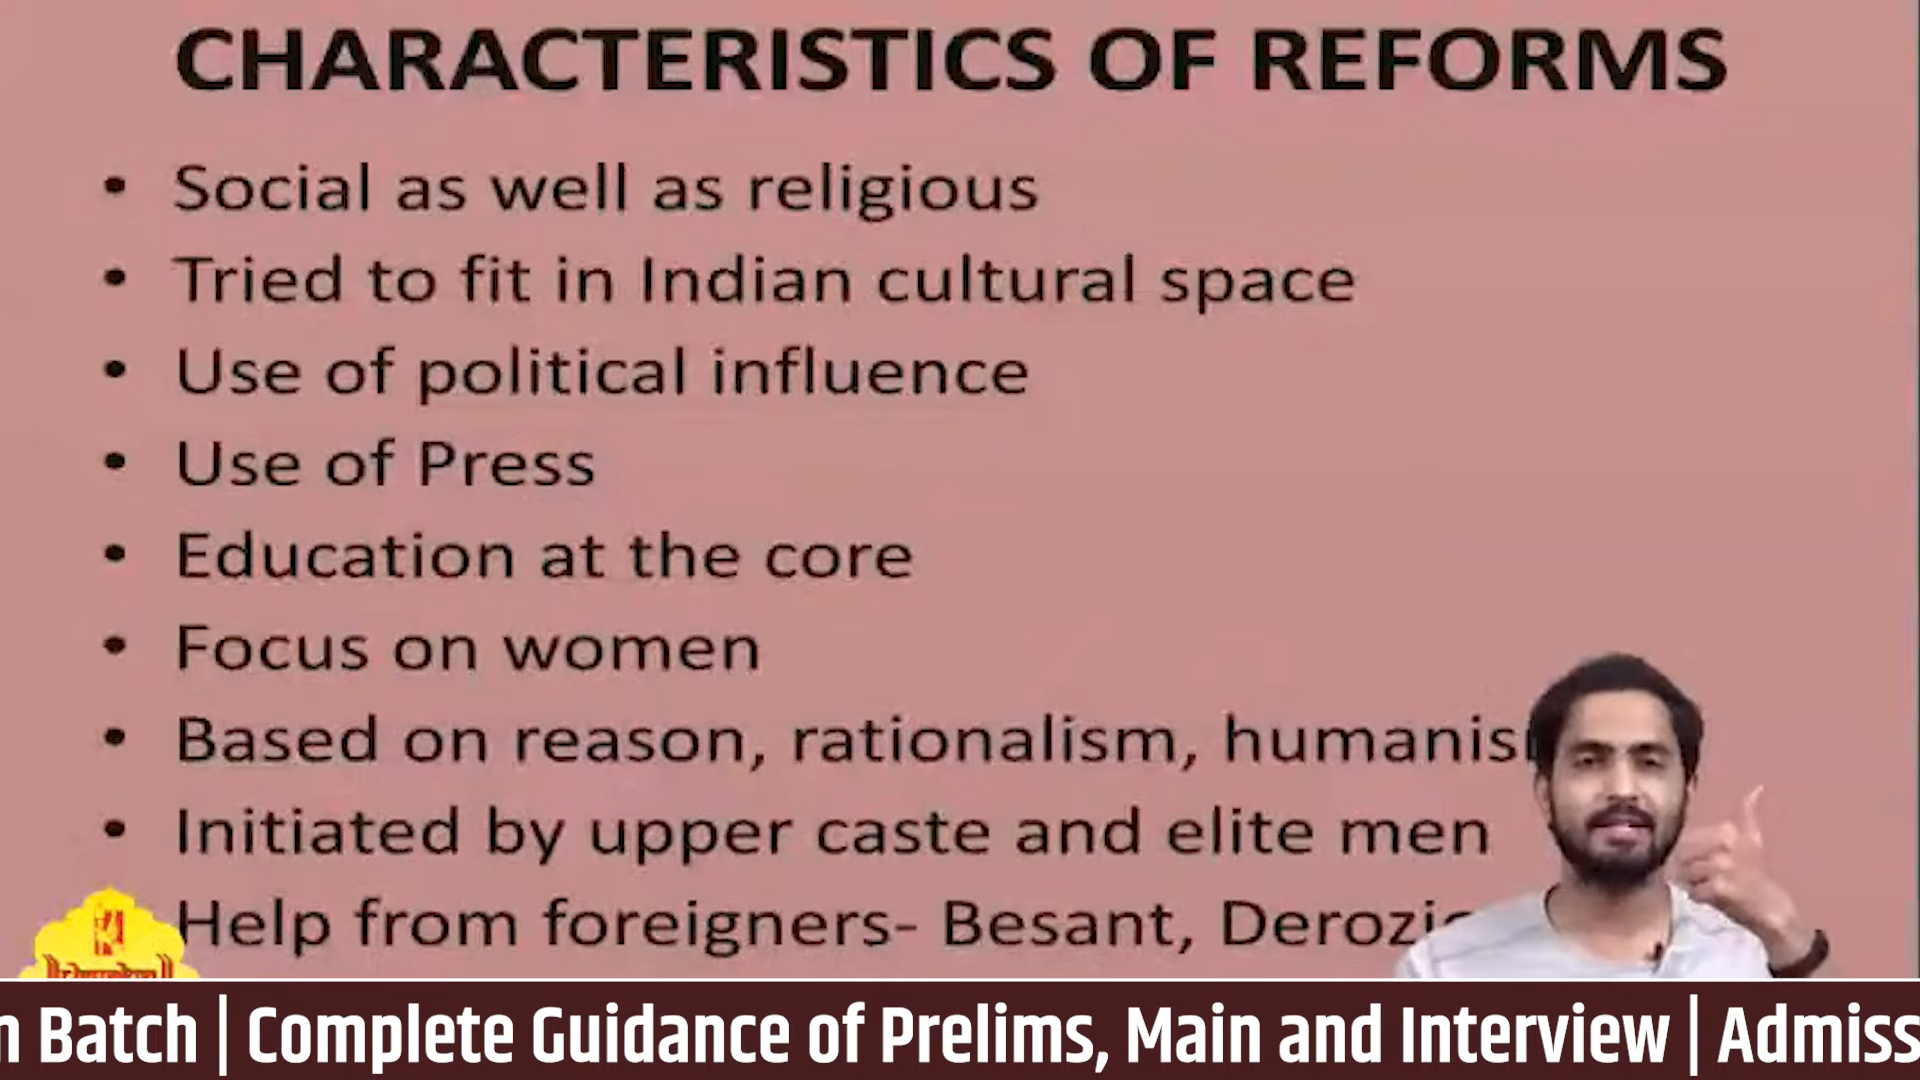 CHARACTERISTICS OF REFORMS
• Social as well as religious
• Tried to fit in Indian cultural space
• Use of political influence
• Use of Press
• Education at the core
• Focus on women
• Based on reason, rationalism,
• Initiated by upper caste and elite men
Help from foreigners- Besant,
Batch | Complete Guidance of Prelims, Main and Interview |